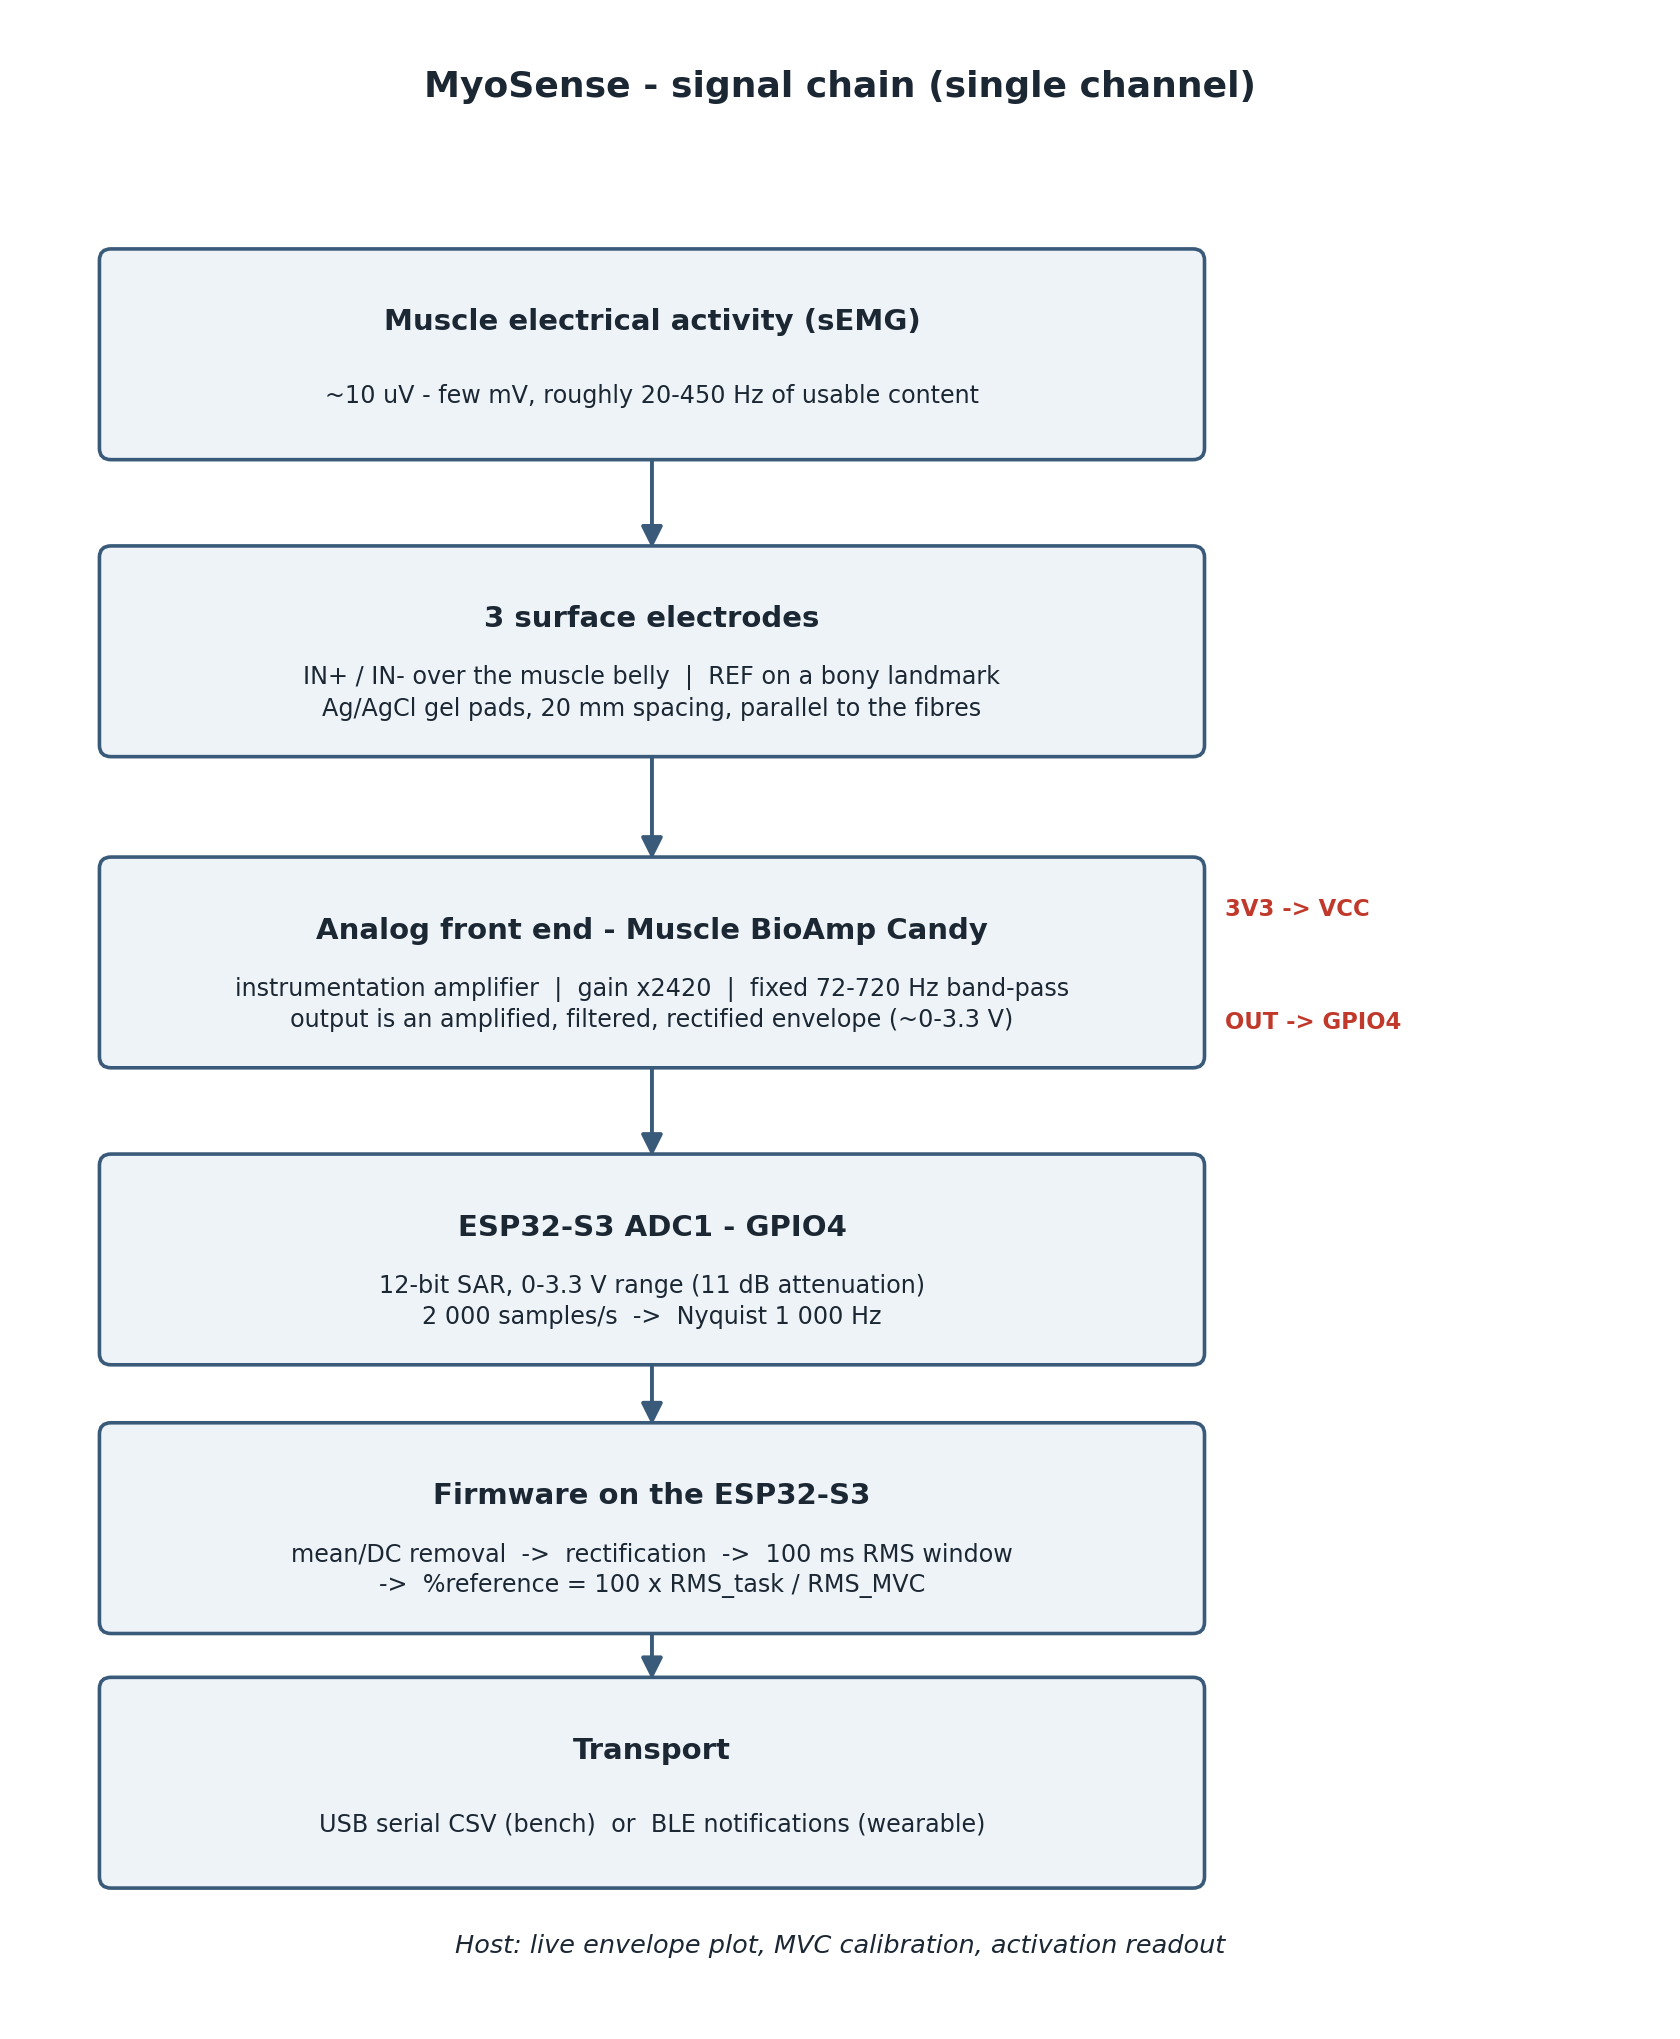 MyoSense - signal chain (single channel)
Muscle electrical activity (sEMG)
~10 uV - few mV, roughly 20-450 Hz of usable content
3 surface electrodes
IN+ / IN- over the muscle belly | REF on a bony landmark
Ag/AgCl gel pads, 20 mm spacing, parallel to the fibres
Analog front end - Muscle BioAmp Candy
instrumentation amplifier | gain x2420 | fixed 72-720 Hz band-pass
output is an amplified, filtered, rectified envelope (~0-3.3 V)
3V3 -> VCC
OUT -> GPIO4
ESP32-S3 ADC1 - GPIO4
12-bit SAR, 0-3.3 V range (11 dB attenuation)
2 000 samples/s -> Nyquist 1 000 Hz
Firmware on the ESP32-S3
mean/DC removal -> rectification -> 100 ms RMS window
-> %reference = 100 x RMS_task / RMS_MVC
Transport
USB serial CSV (bench) or BLE notifications (wearable)
Host: live envelope plot, MVC calibration, activation readout